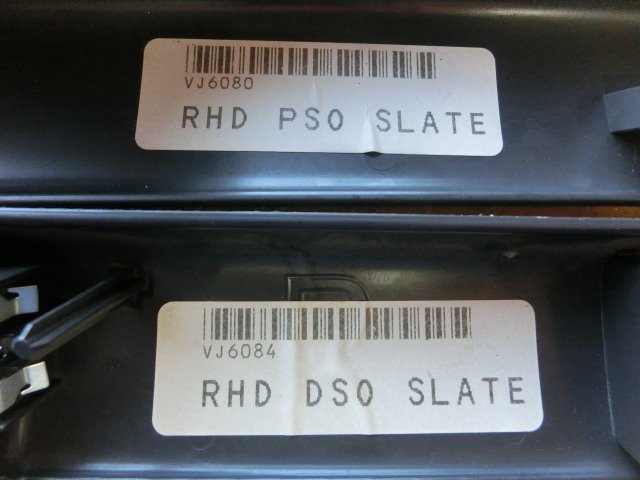 VJ6080
RHD PSO SLATE
VJ6084
RHD DSO SLATE